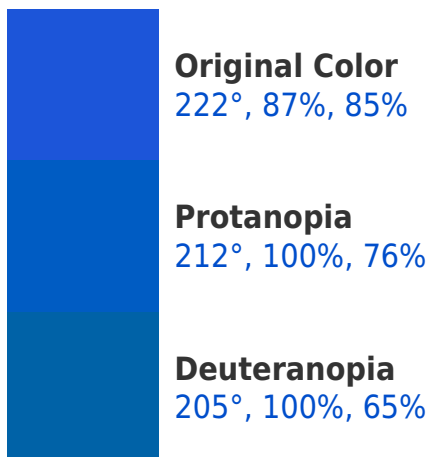 Original Color
222°, 87%, 85%
Protanopia
212°, 100%, 76%
Deuteranopia
205°, 100%, 65%